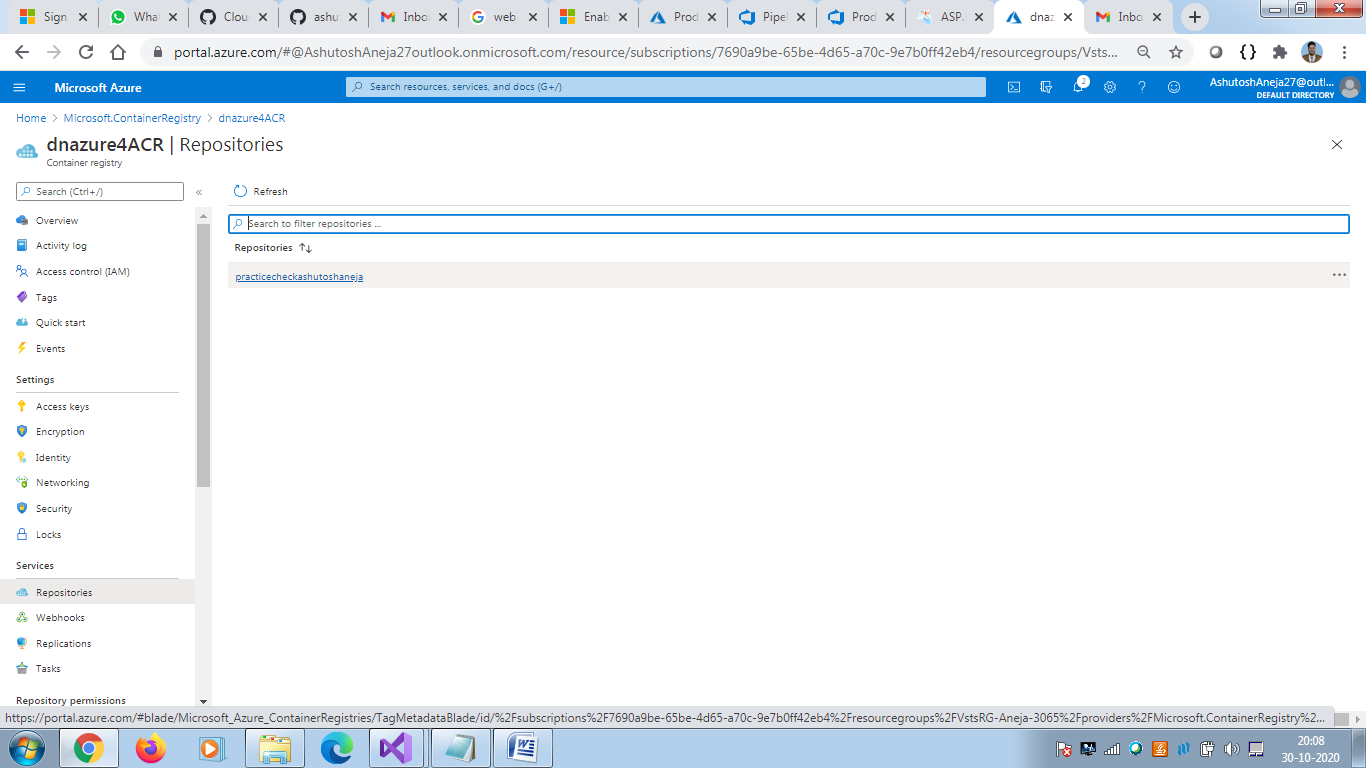 Sign
What
Clou
ashu
Inbo
web
Enab
Prod
Pipel
Prod
ASP.
dnaz
Inbo
portal.azure.com/#@AshutoshAneja27outlook.onmicrosoft.com/resource/subscriptions/7690a9be-65be-4d65-a70c-9e7b0ff42eb4/resourcegroups/Vsts...
Microsoft Azure
Search resources, services, and docs (G+/)
2
AshutoshAneja27@outl...
DEFAULT DIRECTORY
Home > Microsoft.ContainerRegistry > dnazure4ACR
dnazure4ACR | Repositories
Container registry
Search (Ctrl+/)
«
Refresh
Overview
Activity log
Access control (IAM)
Tags
Quick start
Events
Settings
Access keys
Encryption
Identity
Networking
Security
Locks
Services
Repositories
Webhooks
Replications
Tasks
Repository permissions
Search to filter repositories ...
Repositories
practicecheckashutoshaneja
https://portal.azure.com/#blade/Microsoft_Azure_ContainerRegistries/TagMetadataBlade/id/%2Fsubscriptions%2F7690a9be-65be-4d65-a70c-9e7b0ff42eb4%2Fresourcegroups%2FVstsRG-Aneja-3065%2Fproviders%2FMicrosoft.ContainerRegistry%2...
20:08
30-10-2020